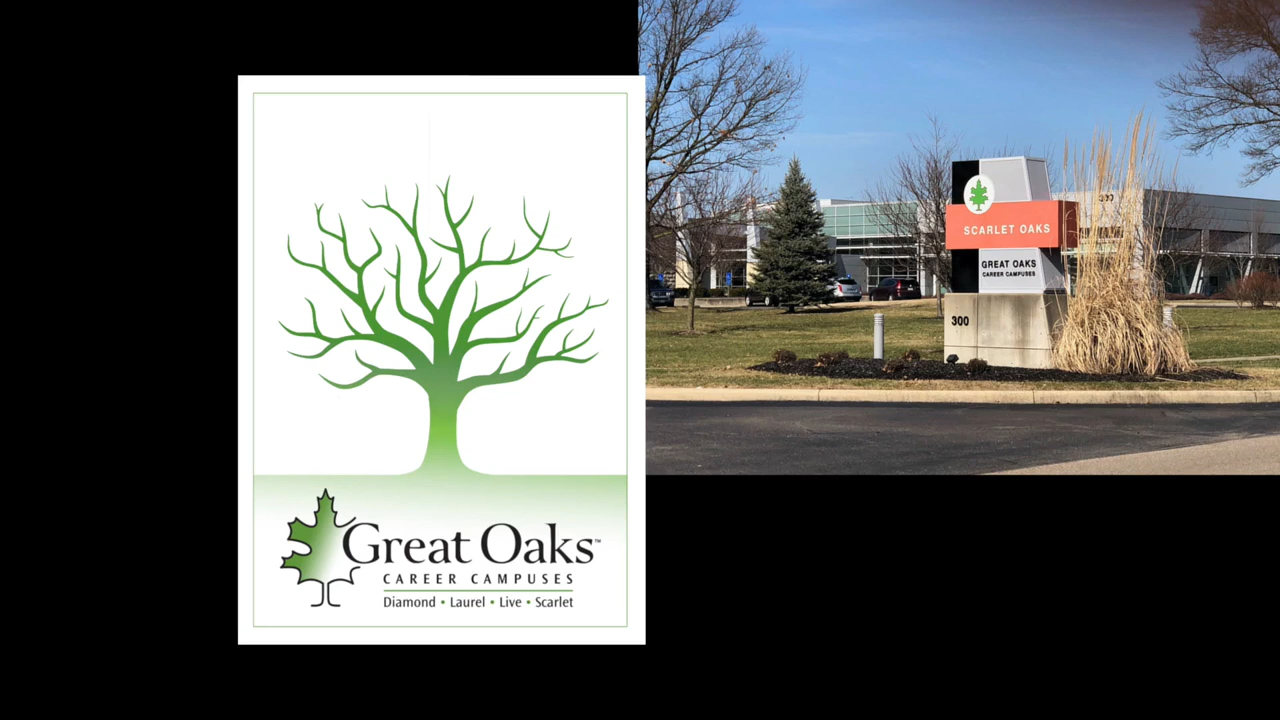 Great Oaks™
CAREER CAMPUSES
Diamond • Laurel • Live • Scarlet
SCARLET OAKS
GREAT OAKS
CAREER CAMPUSES
300